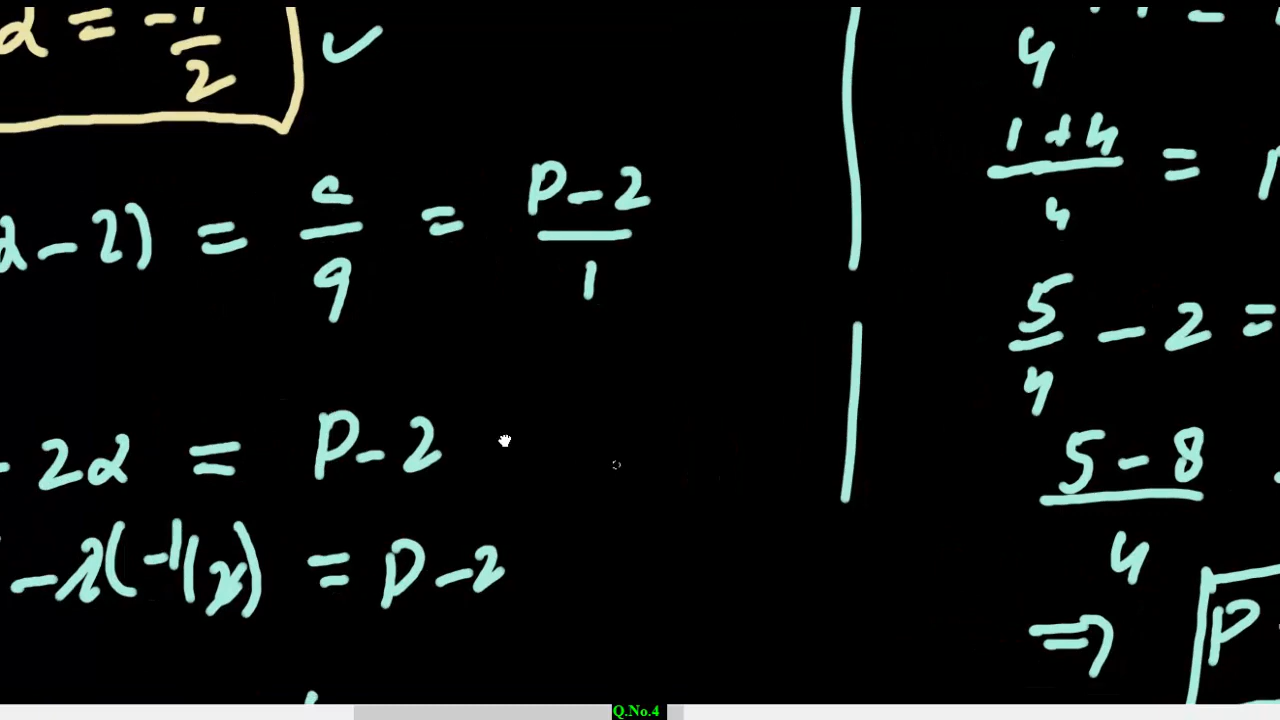 α = -1/2 ✓
α - 2) = c/9 = P-2/1
- 2α = P-2
-2(-1/2) = P-2
4
1+4/4 =
5/4 - 2 =
5-8/4
⇒ P
Q.No.4